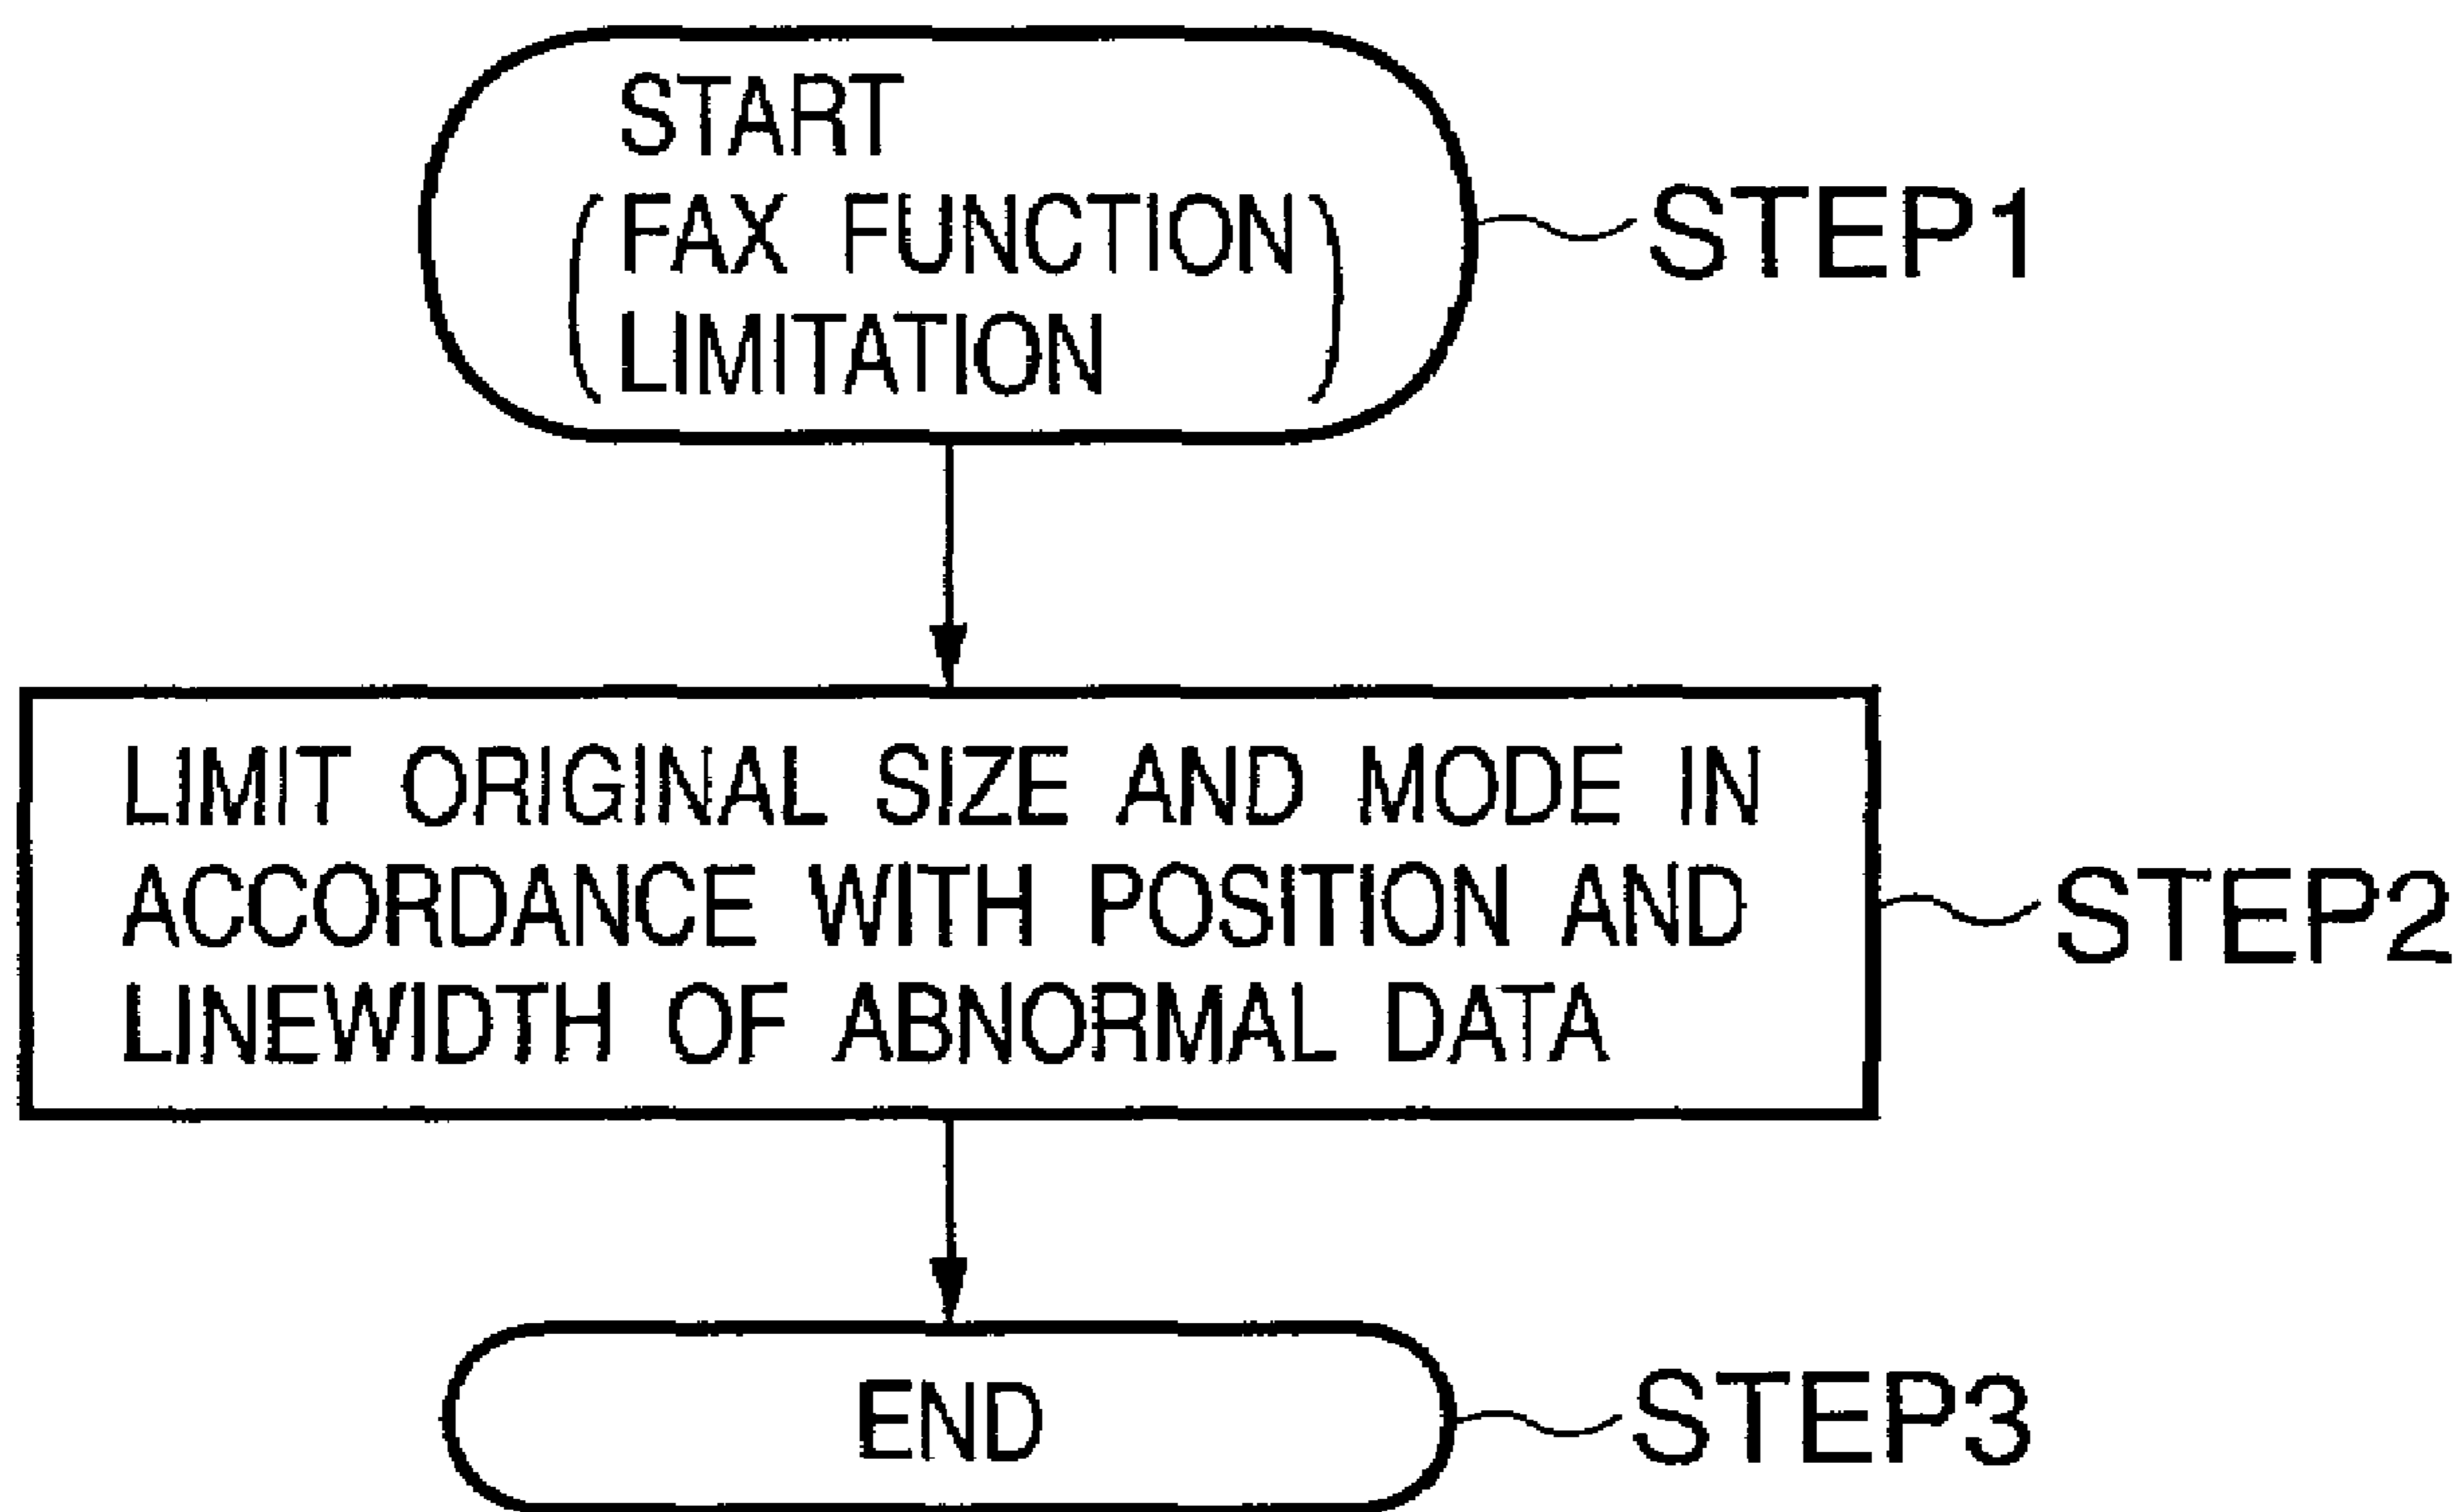 START
(FAX FUNCTION
LIMITATION)
STEP1
LIMIT ORIGINAL SIZE AND MODE IN
ACCORDANCE WITH POSITION AND
LINEWIDTH OF ABNORMAL DATA
STEP2
END
STEP3